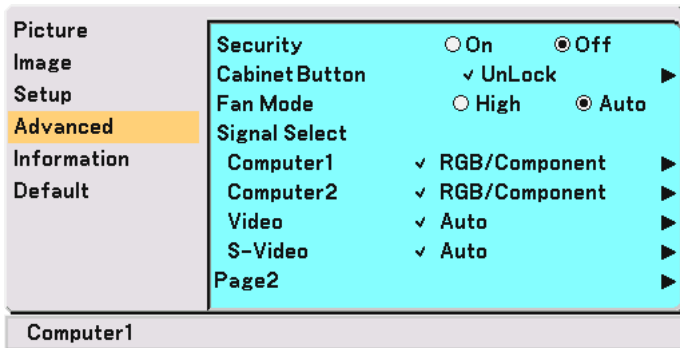 Picture
Image
Setup
Advanced
Information
Default
Security On Off
Cabinet Button ✓ UnLock ▶
Fan Mode High Auto
Signal Select
Computer1 ✓ RGB/Component ▶
Computer2 ✓ RGB/Component ▶
Video ✓ Auto ▶
S-Video ✓ Auto ▶
Page2 ▶
Computer1